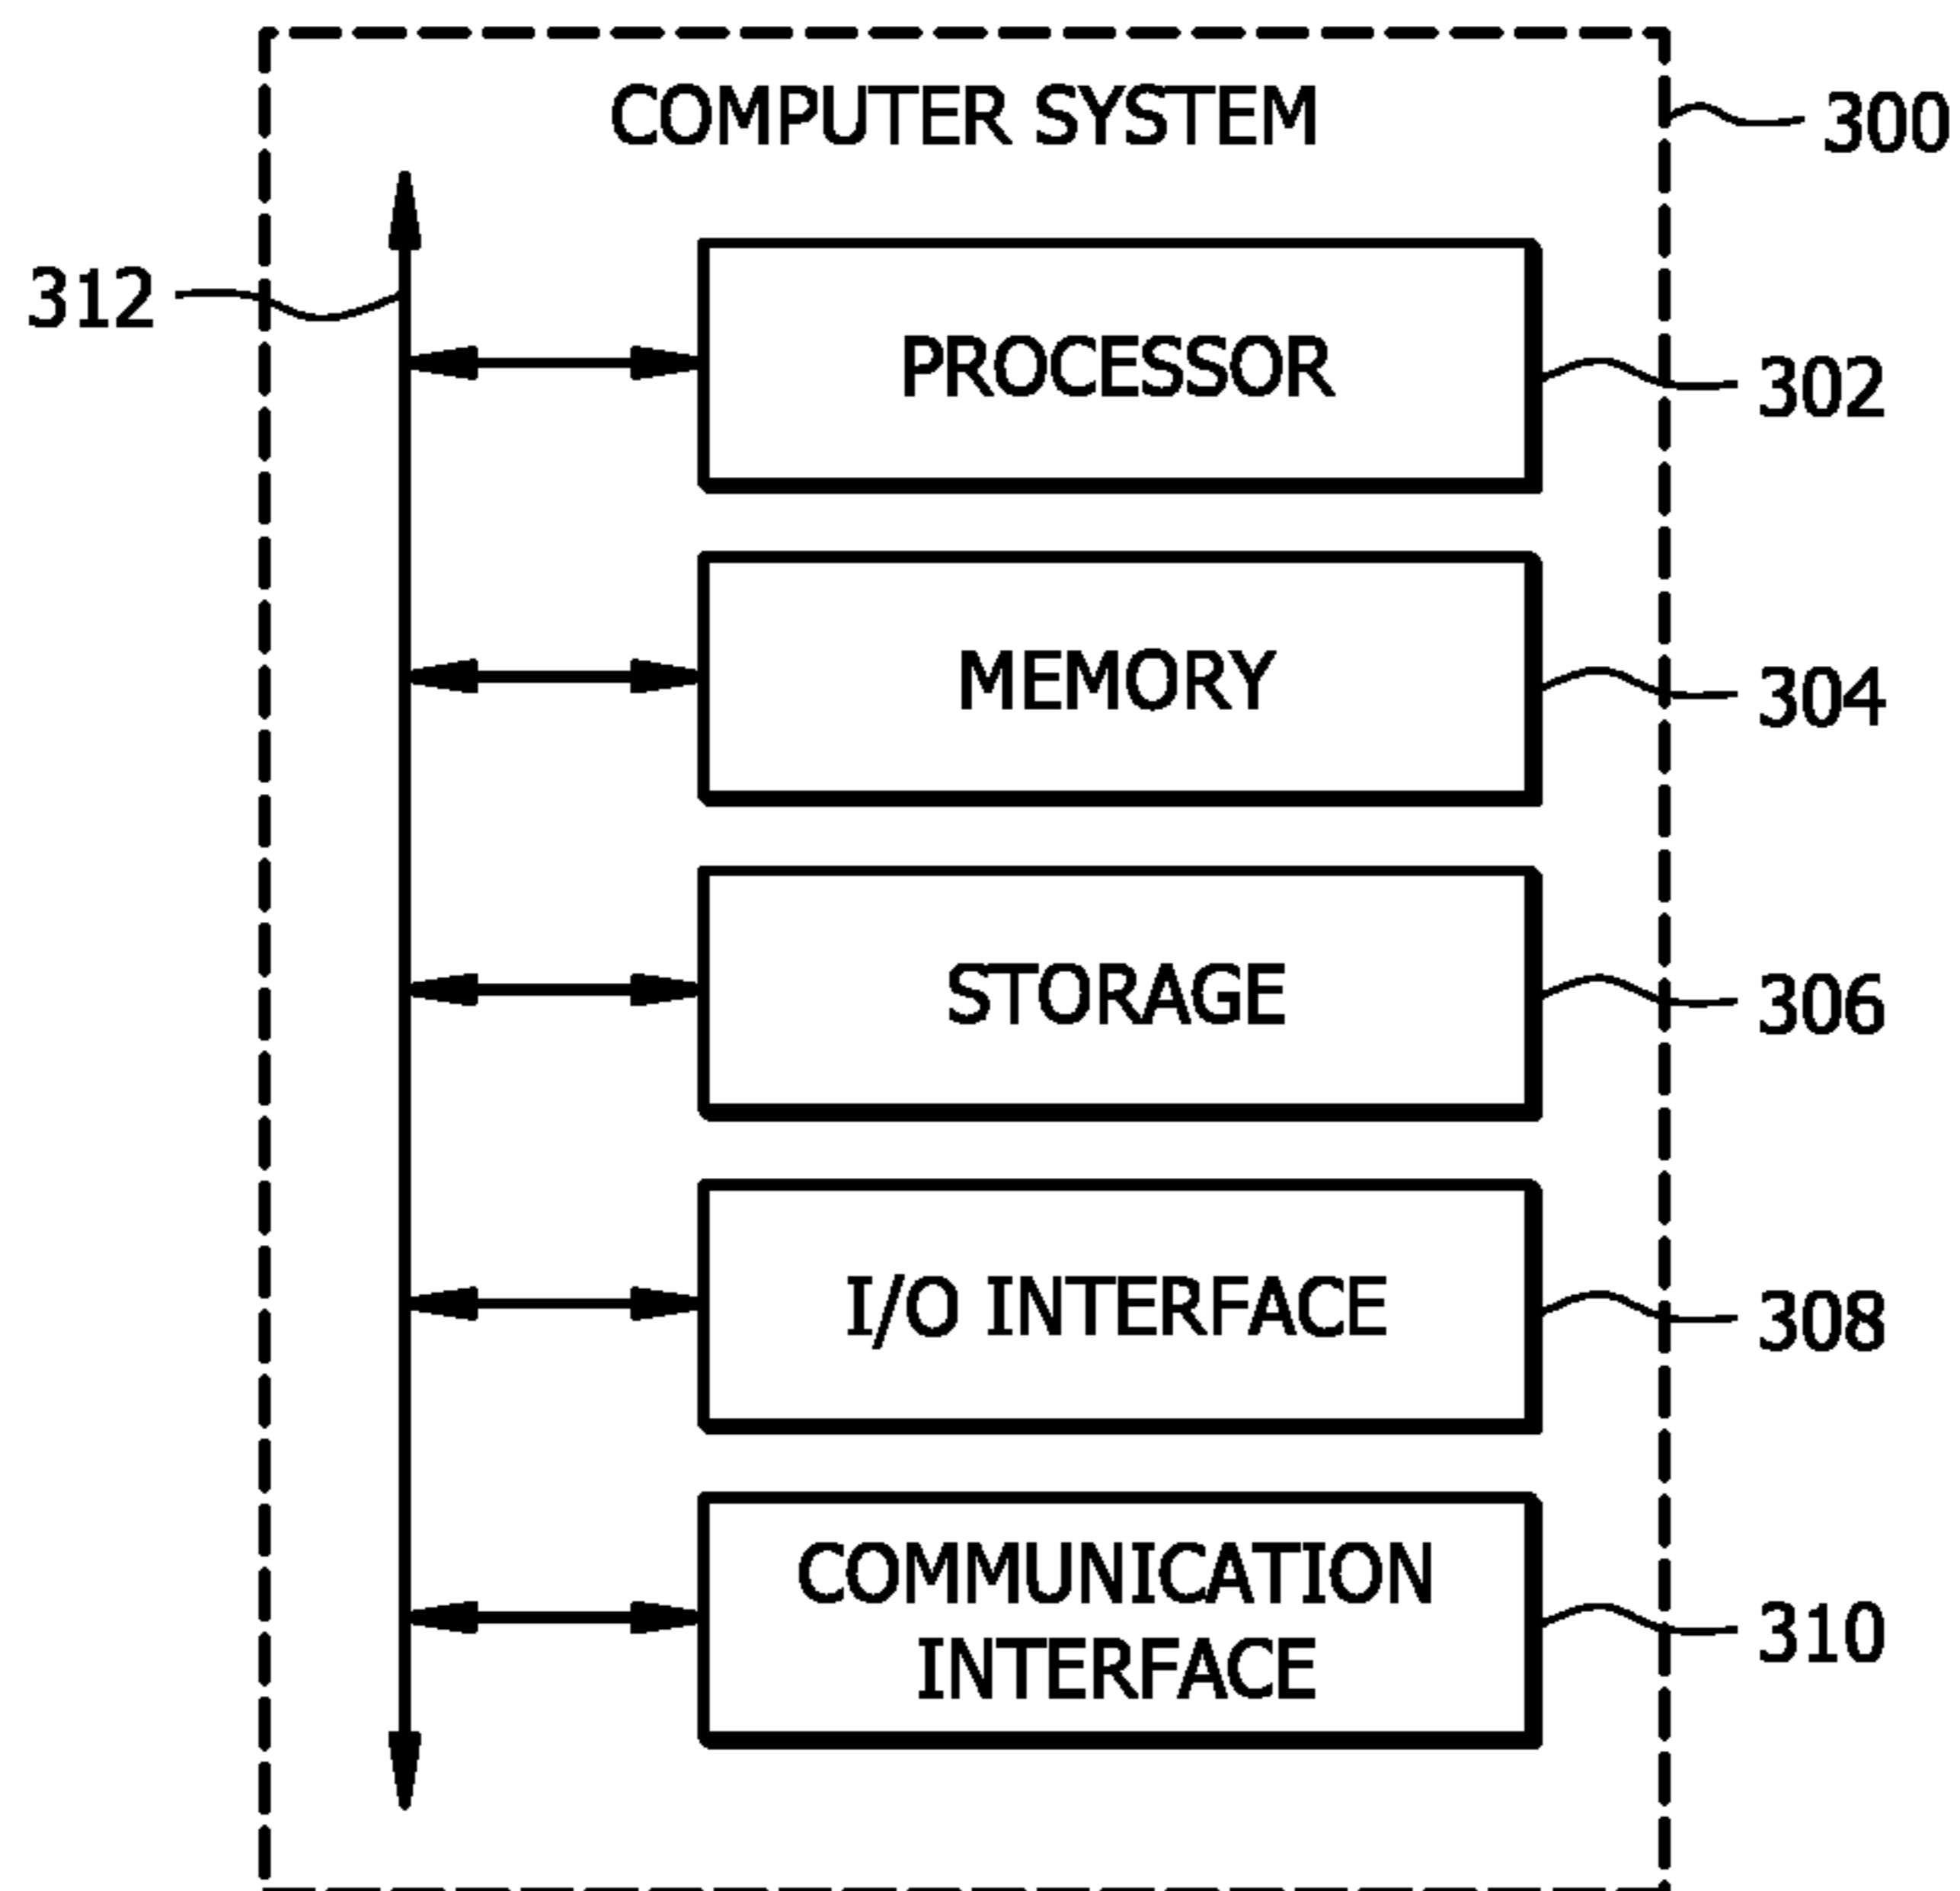 COMPUTER SYSTEM
300
312
PROCESSOR
302
MEMORY
304
STORAGE
306
I/O INTERFACE
308
COMMUNICATION
INTERFACE
310